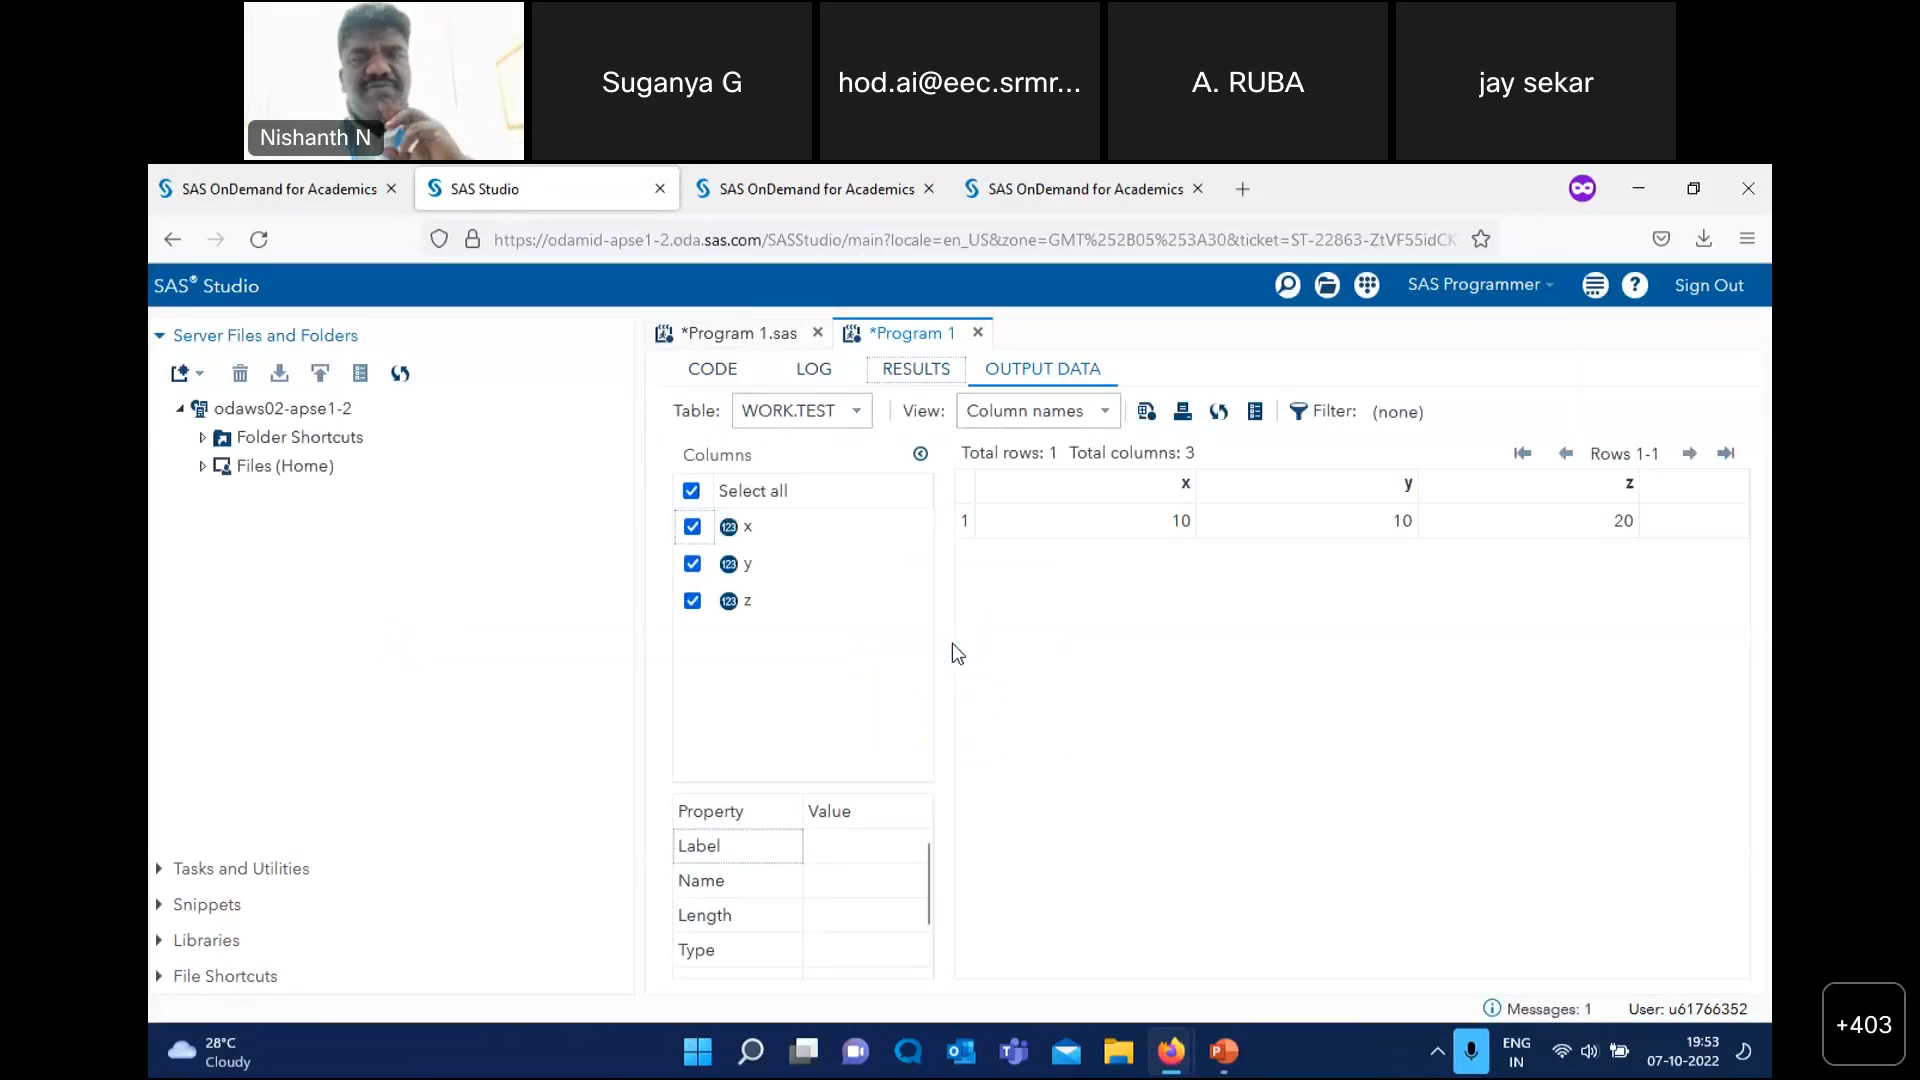 Nishanth N
Suganya G
hod.ai@eec.srmr...
A. RUBA
jay sekar
SAS OnDemand for Academics
SAS Studio
SAS OnDemand for Academics
SAS OnDemand for Academics
https://odamid-apse1-2.oda.sas.com/SASStudio/main?locale=en_US&zone=GMT%252B05%253A30&ticket=ST-22863-ZtVF55idCK
SAS® Studio
SAS Programmer
Sign Out
Server Files and Folders
odaws02-apse1-2
Folder Shortcuts
Files (Home)
Tasks and Utilities
Snippets
Libraries
File Shortcuts
*Program 1.sas
*Program 1
CODE LOG RESULTS OUTPUT DATA
Table: WORK.TEST View: Column names Filter: (none)
Columns
Select all
123 x
123 y
123 z
Property Value
Label
Name
Length
Type
Total rows: 1 Total columns: 3 Rows 1-1
x y z
1 10 10 20
Messages: 1 User: u61766352
+403
28°C
Cloudy
ENG
IN
19:53
07-10-2022